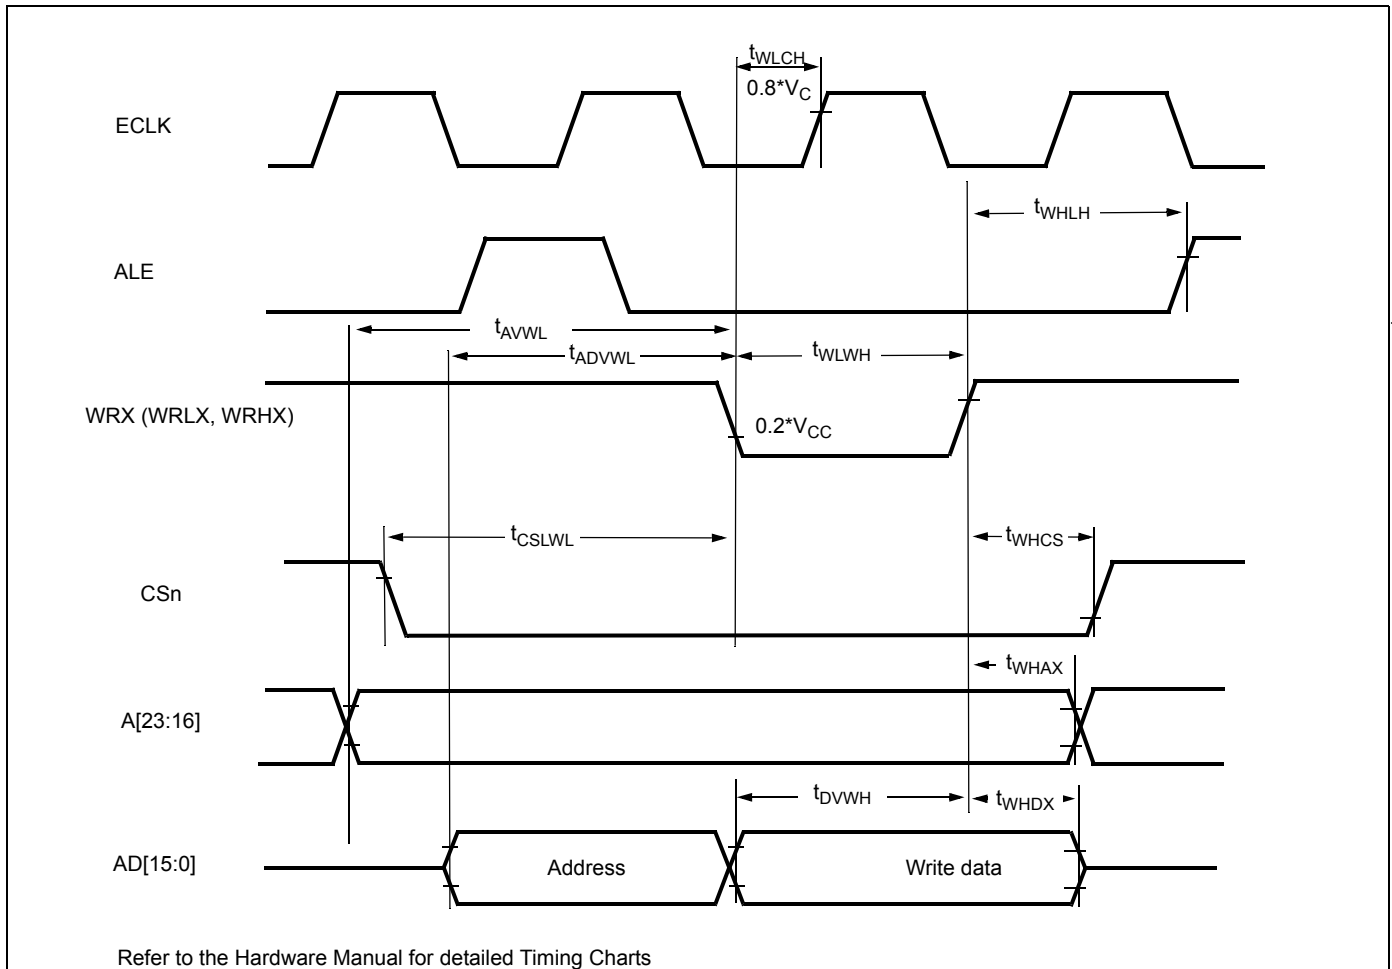 tWLCH
0.8*VC
ECLK
tWHLH
ALE
tAVWL
tADVWL
tWLWH
WRX (WRLX, WRHX)
0.2*VCC
tCSLWL
tWHCS
CSn
tWHAX
A[23:16]
tDVWH
tWHDX
AD[15:0]
Address
Write data
Refer to the Hardware Manual for detailed Timing Charts